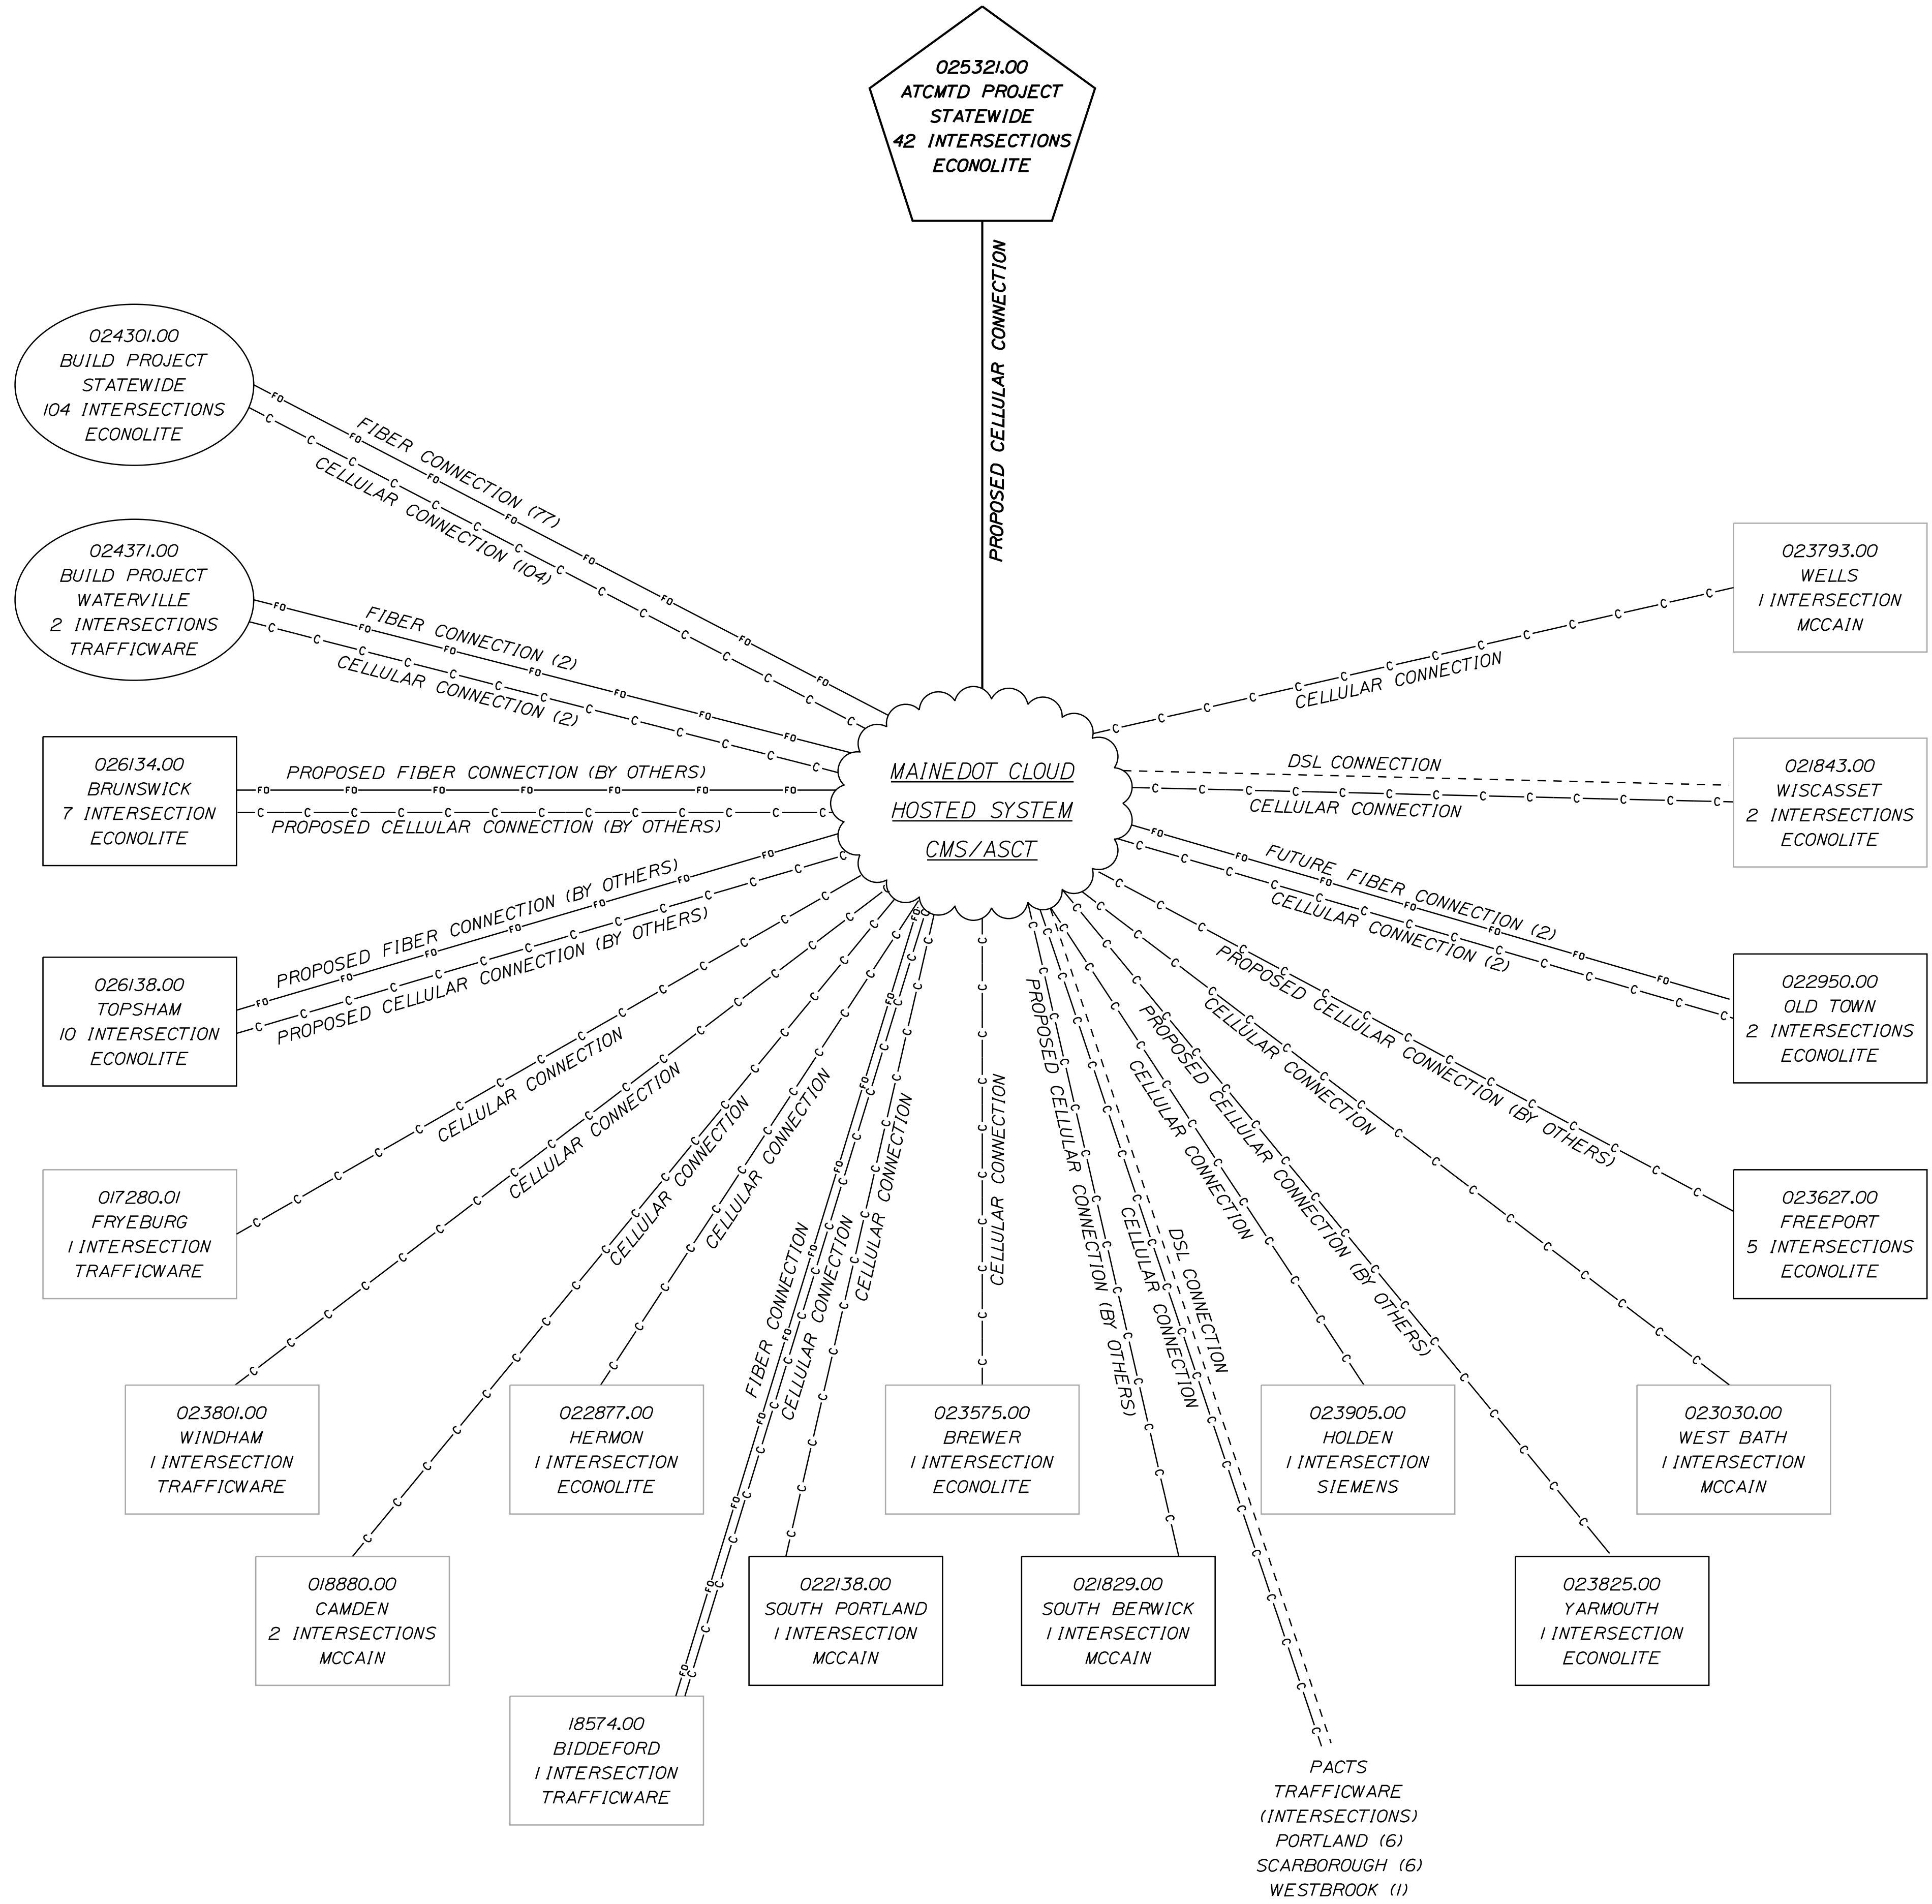 025321.00
ATCMTD PROJECT
STATEWIDE
42 INTERSECTIONS
ECONOLITE
PROPOSED CELLULAR CONNECTION
024301.00
BUILD PROJECT
STATEWIDE
104 INTERSECTIONS
ECONOLITE
FIBER CONNECTION (77)
CELLULAR CONNECTION (104)
024371.00
BUILD PROJECT
WATERVILLE
2 INTERSECTIONS
TRAFFICWARE
FIBER CONNECTION (2)
CELLULAR CONNECTION (2)
026134.00
BRUNSWICK
7 INTERSECTION
ECONOLITE
PROPOSED FIBER CONNECTION (BY OTHERS)
PROPOSED CELLULAR CONNECTION (BY OTHERS)
026138.00
TOPSHAM
10 INTERSECTION
ECONOLITE
PROPOSED FIBER CONNECTION (BY OTHERS)
PROPOSED CELLULAR CONNECTION (BY OTHERS)
MAINEDOT CLOUD
HOSTED SYSTEM
CMS/ASCT
023793.00
WELLS
1 INTERSECTION
MCCAIN
CELLULAR CONNECTION
021843.00
WISCASSET
2 INTERSECTIONS
ECONOLITE
DSL CONNECTION
CELLULAR CONNECTION
022950.00
OLD TOWN
2 INTERSECTIONS
ECONOLITE
FUTURE FIBER CONNECTION (2)
CELLULAR CONNECTION (2)
023627.00
FREEPORT
5 INTERSECTIONS
ECONOLITE
PROPOSED CELLULAR CONNECTION (BY OTHERS)
017280.01
FRYEBURG
1 INTERSECTION
TRAFFICWARE
CELLULAR CONNECTION
023801.00
WINDHAM
1 INTERSECTION
TRAFFICWARE
CELLULAR CONNECTION
018880.00
CAMDEN
2 INTERSECTIONS
MCCAIN
CELLULAR CONNECTION
022877.00
HERMON
1 INTERSECTION
ECONOLITE
CELLULAR CONNECTION
18574.00
BIDDEFORD
1 INTERSECTION
TRAFFICWARE
FIBER CONNECTION
CELLULAR CONNECTION
022138.00
SOUTH PORTLAND
1 INTERSECTION
MCCAIN
CELLULAR CONNECTION
023575.00
BREWER
1 INTERSECTION
ECONOLITE
CELLULAR CONNECTION
021829.00
SOUTH BERWICK
1 INTERSECTION
MCCAIN
PROPOSED CELLULAR CONNECTION (BY OTHERS)
PACTS
TRAFFICWARE
(INTERSECTIONS)
PORTLAND (6)
SCARBOROUGH (6)
WESTBROOK (1)
CELLULAR CONNECTION
DSL CONNECTION
023905.00
HOLDEN
1 INTERSECTION
SIEMENS
CELLULAR CONNECTION
023825.00
YARMOUTH
1 INTERSECTION
ECONOLITE
PROPOSED CELLULAR CONNECTION (BY OTHERS)
023030.00
WEST BATH
1 INTERSECTION
MCCAIN
CELLULAR CONNECTION